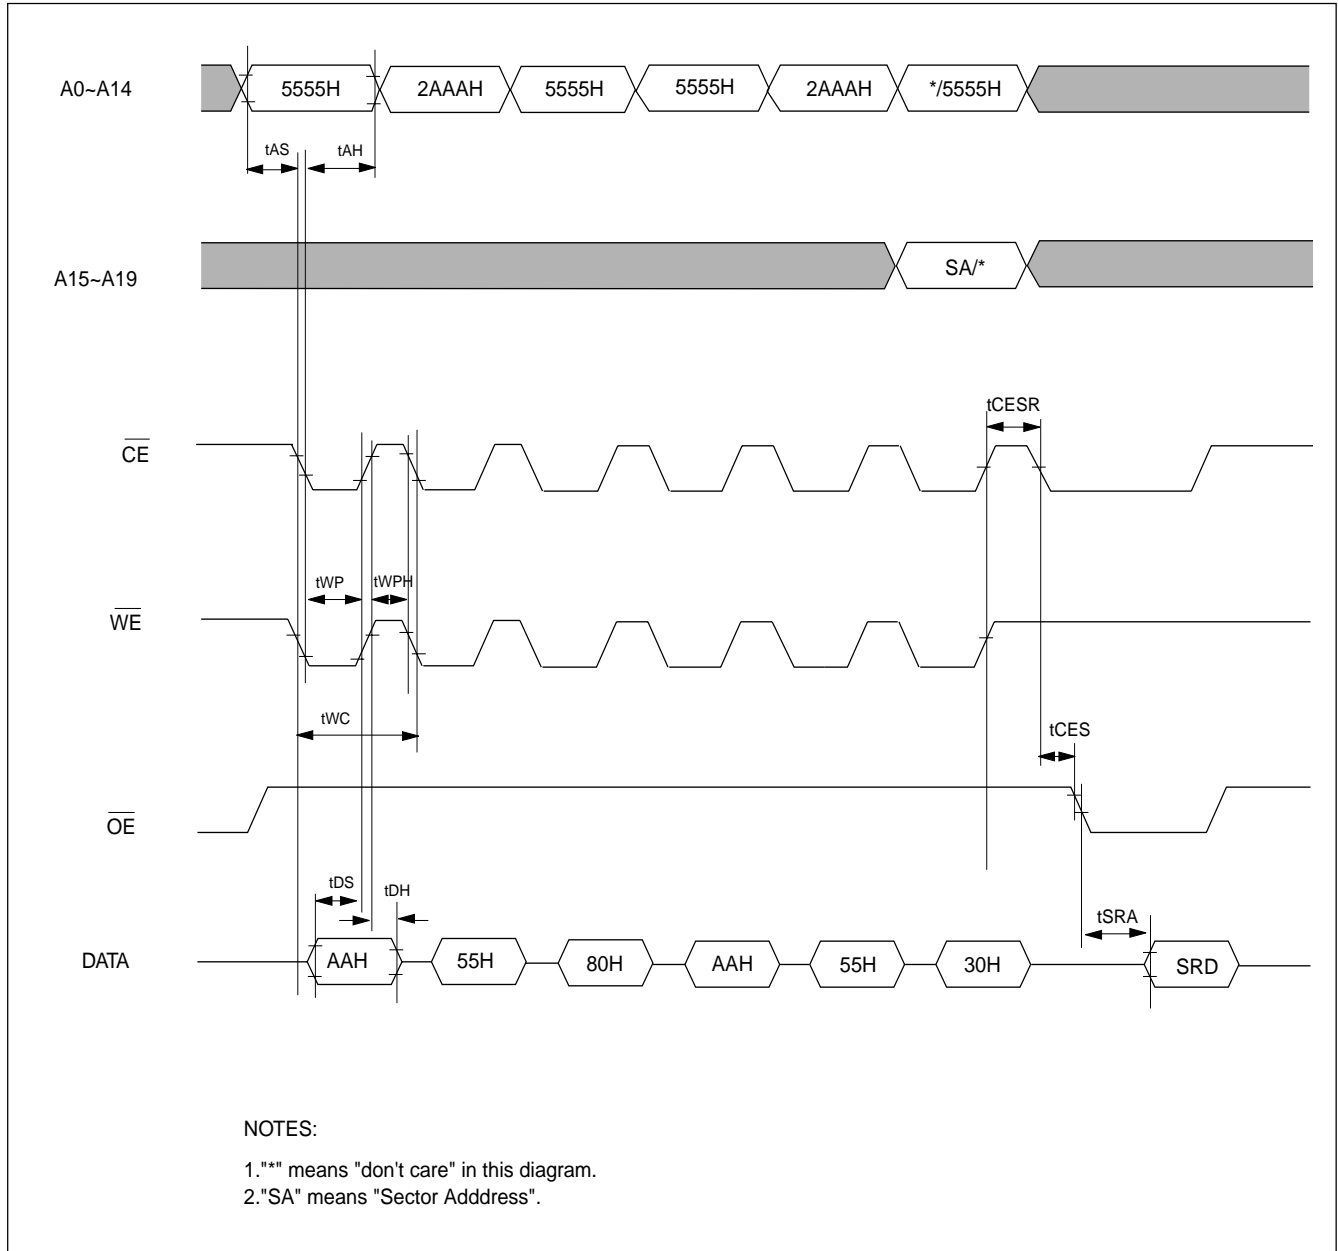 A0~A14
5555H 2AAAH 5555H 5555H 2AAAH */5555H
tAS tAH
A15~A19
SA/*
tCESR
CE
tWP tWPH
WE
tWC
tCES
OE
tDS tDH
tSRA
DATA
AAH 55H 80H AAH 55H 30H SRD
NOTES:
1."*" means "don't care" in this diagram.
2."SA" means "Sector Adddress".